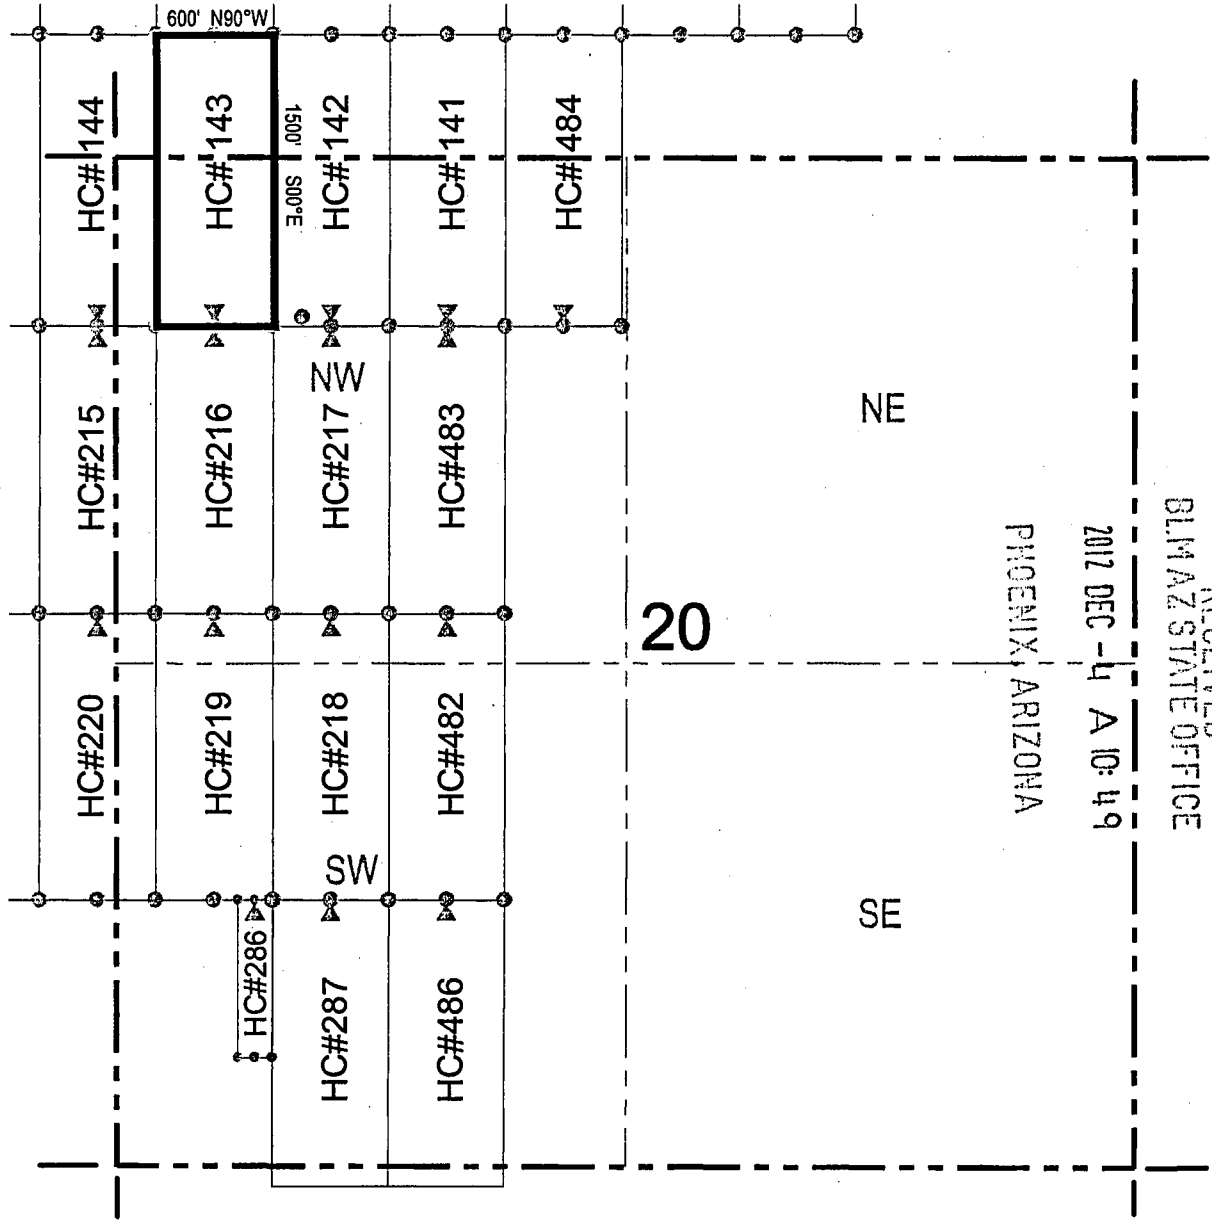 600' N90°W
HC# 144
HC# 143
1500' S00°E
HC# 142
HC# 141
HC# 484
NW
NE
HC#215
HC#216
HC#217
HC#483
20
HC#220
HC#219
HC#218
HC#482
SW
SE
HC#286
HC#287
HC#486
BLM AZ STATE OFFICE
2012 DEC -4 A 10:49
PHOENIX, ARIZONA